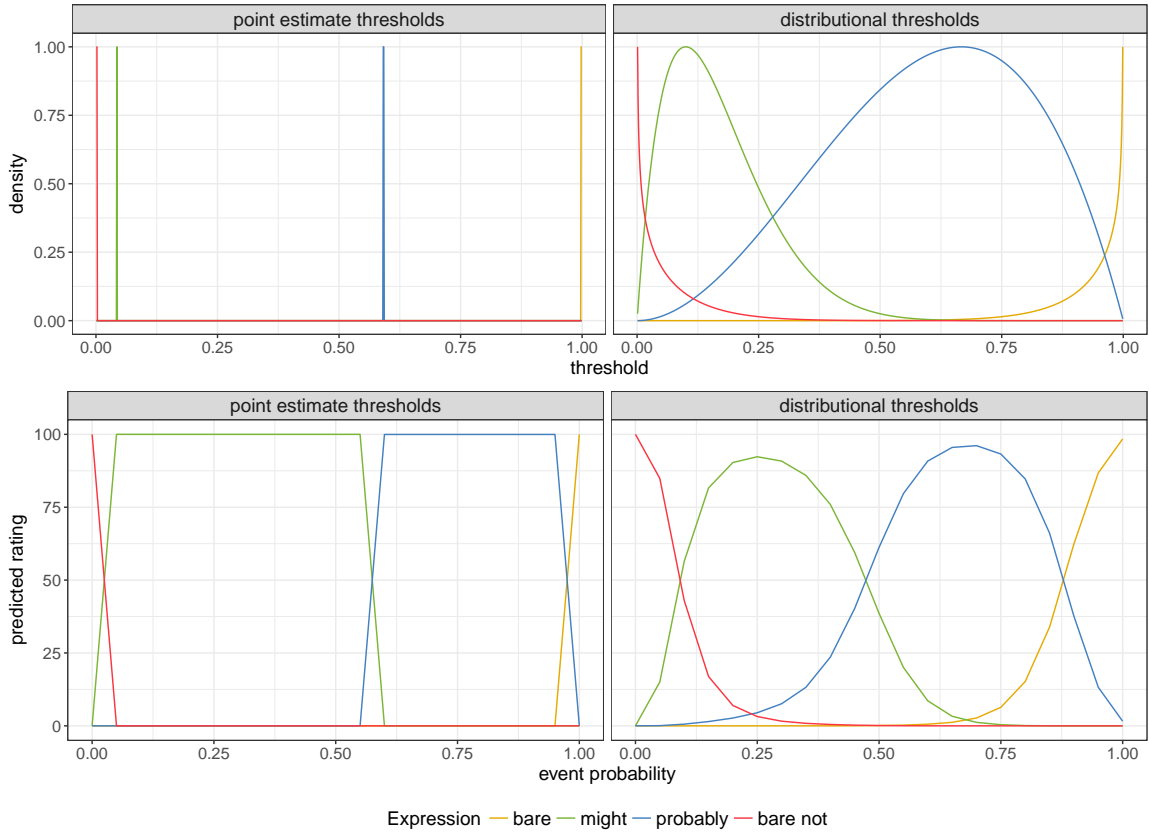 point estimate thresholds distributional thresholds
1.00
0.75
0.50
0.25
0.00
density
0.00 0.25 0.50 0.75 1.00 0.00 0.25 0.50 0.75 1.00
threshold
point estimate thresholds distributional thresholds
100
75
50
25
0
predicted rating
0.00 0.25 0.50 0.75 1.00 0.00 0.25 0.50 0.75 1.00
event probability
Expression bare might probably bare not